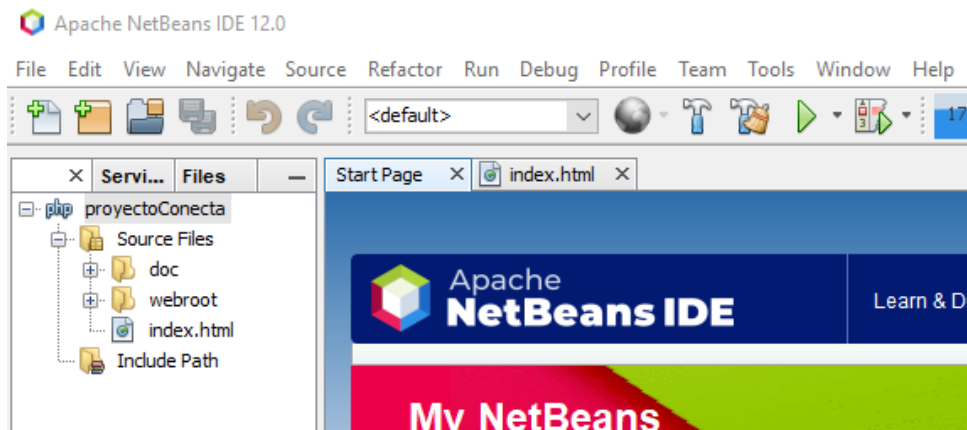 Apache NetBeans IDE 12.0
File Edit View Navigate Source Refactor Run Debug Profile Team Tools Window Help
<default>
17
Servi... Files
Start Page index.html
php proyectoConecta
Source Files
doc
webroot
index.html
Include Path
Apache
NetBeans IDE
Learn & D
My NetBeans